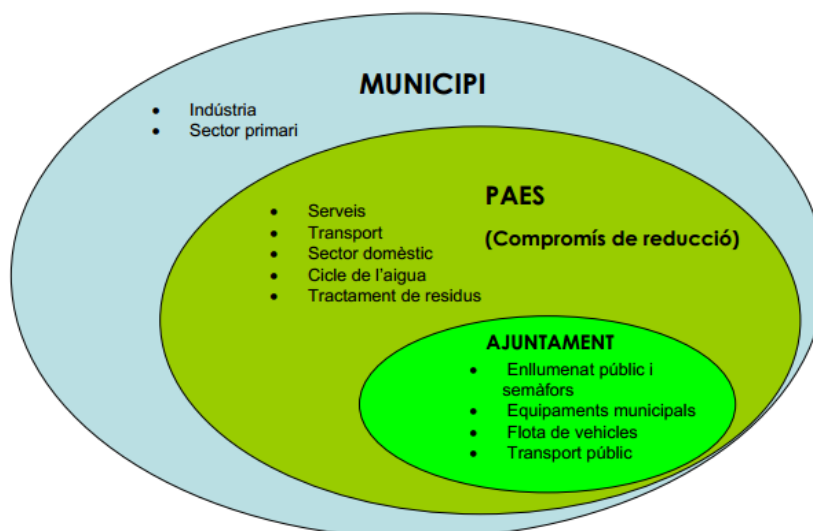 MUNICIPI
• Indústria
• Sector primari
PAES
(Compromís de reducció)
• Serveis
• Transport
• Sector domèstic
• Cicle de l'aigua
• Tractament de residus
AJUNTAMENT
• Enllumenat públic i
semàfors
• Equipaments municipals
• Flota de vehicles
• Transport públic